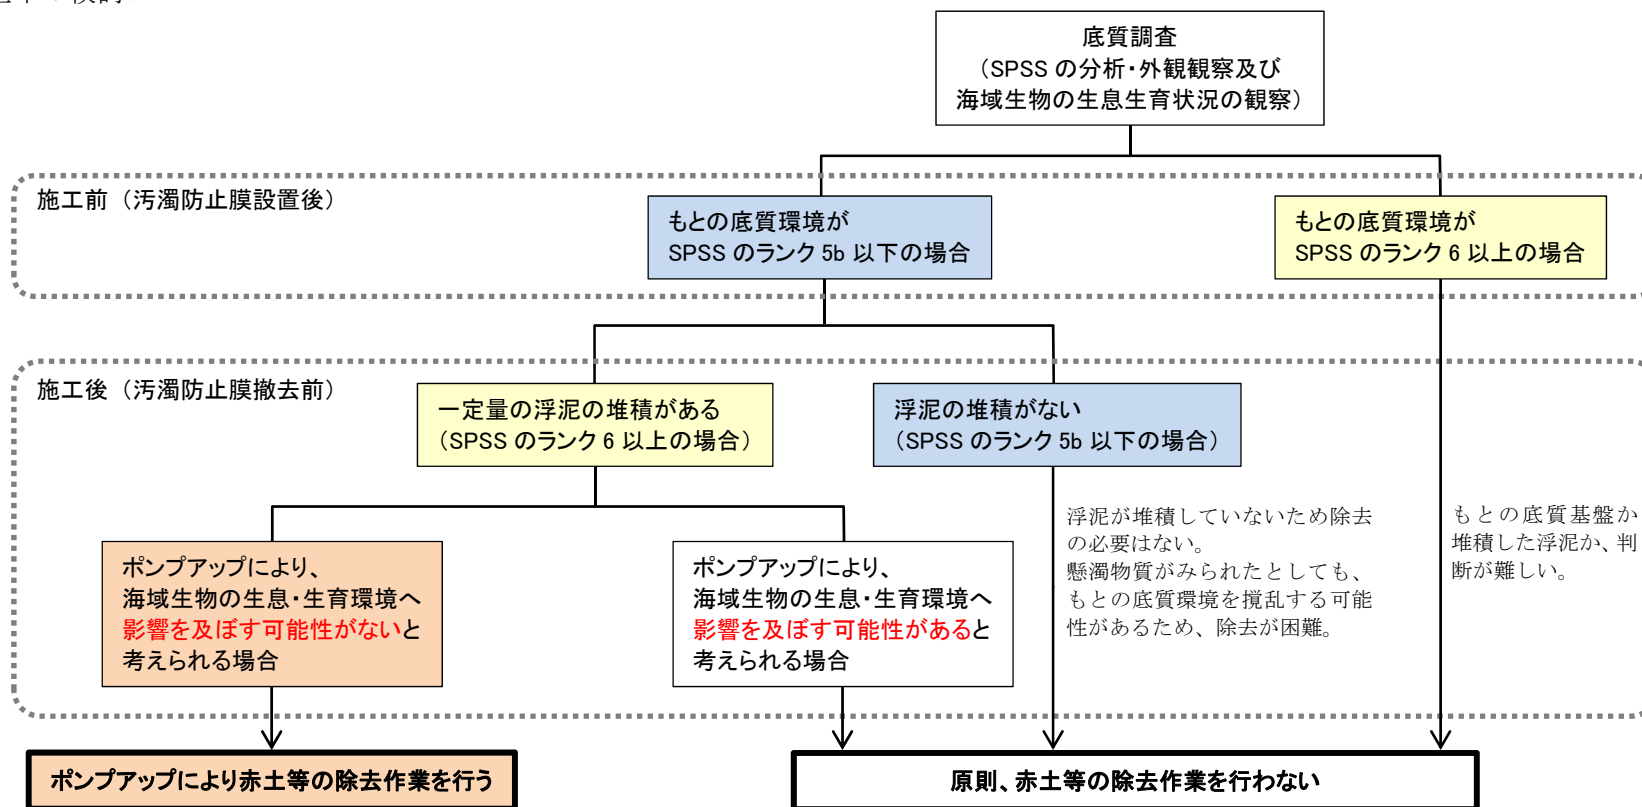 底質調査
（SPSS の分析・外観観察及び
海域生物の生息生育状況の観察）
施工前（汚濁防止膜設置後）
もとの底質環境が
SPSS のランク 5b 以下の場合
もとの底質環境が
SPSS のランク 6 以上の場合
施工後（汚濁防止膜撤去前）
一定量の浮泥の堆積がある
（SPSS のランク 6 以上の場合）
浮泥の堆積がない
（SPSS のランク 5b 以下の場合）
ポンプアップにより、
海域生物の生息・生育環境へ
影響を及ぼす可能性がないと
考えられる場合
ポンプアップにより、
海域生物の生息・生育環境へ
影響を及ぼす可能性があると
考えられる場合
浮泥が堆積していないため除去
の必要はない。
懸濁物質がみられたとしても、
もとの底質環境を撹乱する可能
性があるため、除去が困難。
もとの底質基盤か
堆積した浮泥か、判
断が難しい。
ポンプアップにより赤土等の除去作業を行う
原則、赤土等の除去作業を行わない